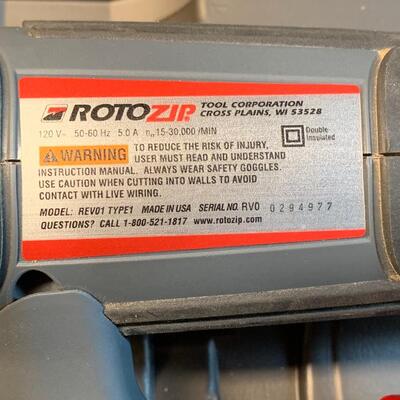 ROTOZIP® TOOL CORPORATION
CROSS PLAINS, WI 53528
120 V~ 50-60 Hz 5.0 A n₀ 15-30,000 /MIN
Double Insulated
WARNING TO REDUCE THE RISK OF INJURY,
USER MUST READ AND UNDERSTAND
INSTRUCTION MANUAL. ALWAYS WEAR SAFETY GOGGLES.
USE CAUTION WHEN CUTTING INTO WALLS TO AVOID
CONTACT WITH LIVE WIRING.
MODEL: REV01 TYPE1 MADE IN USA SERIAL NO. RV0 0294977
QUESTIONS? CALL 1-800-521-1817 www.rotozip.com